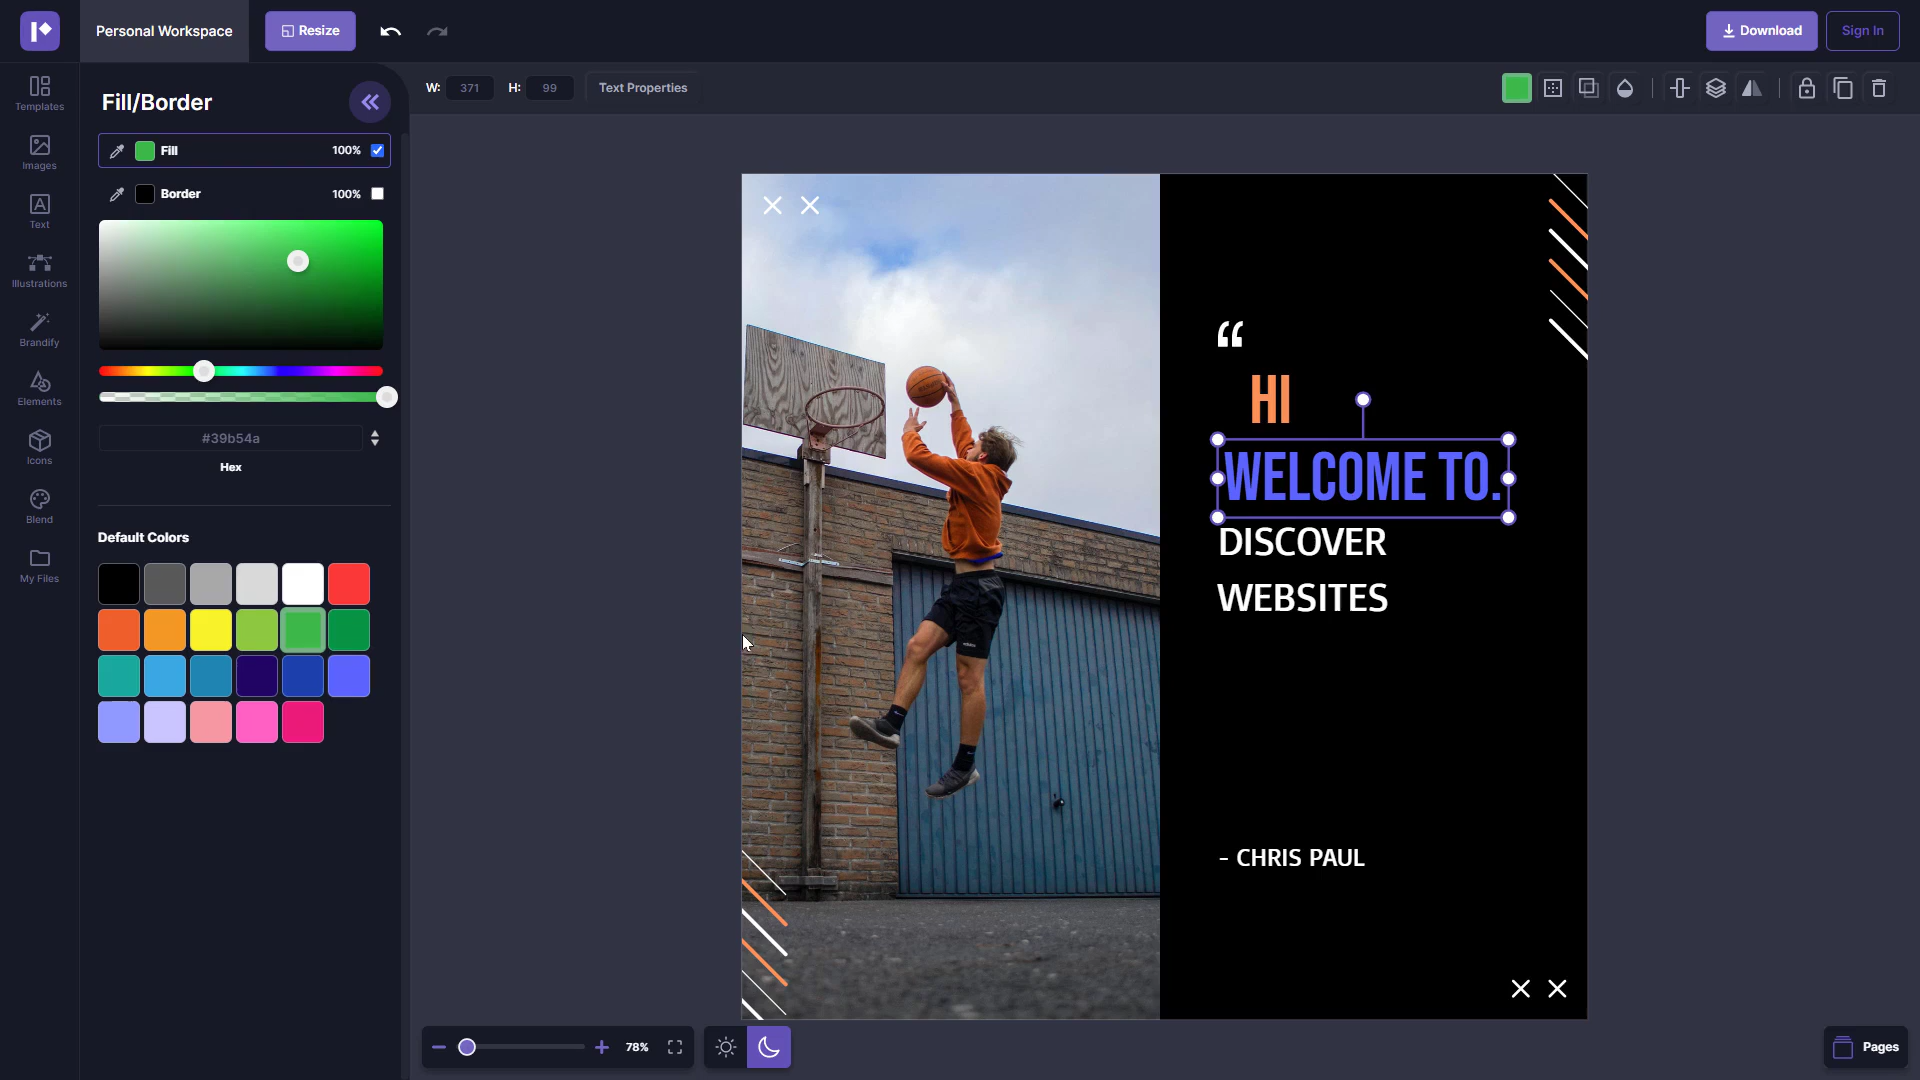 Personal Workspace
Resize
Download
Sign In
Templates
Images
Text
Illustrations
Brandify
Elements
Icons
Blend
My Files
Fill/Border
Fill 100%
Border 100%
#39b54a
Hex
Default Colors
W: 371 H: 99 Text Properties
“
HI
WELCOME TO.
DISCOVER
WEBSITES
- CHRIS PAUL
78%
Pages